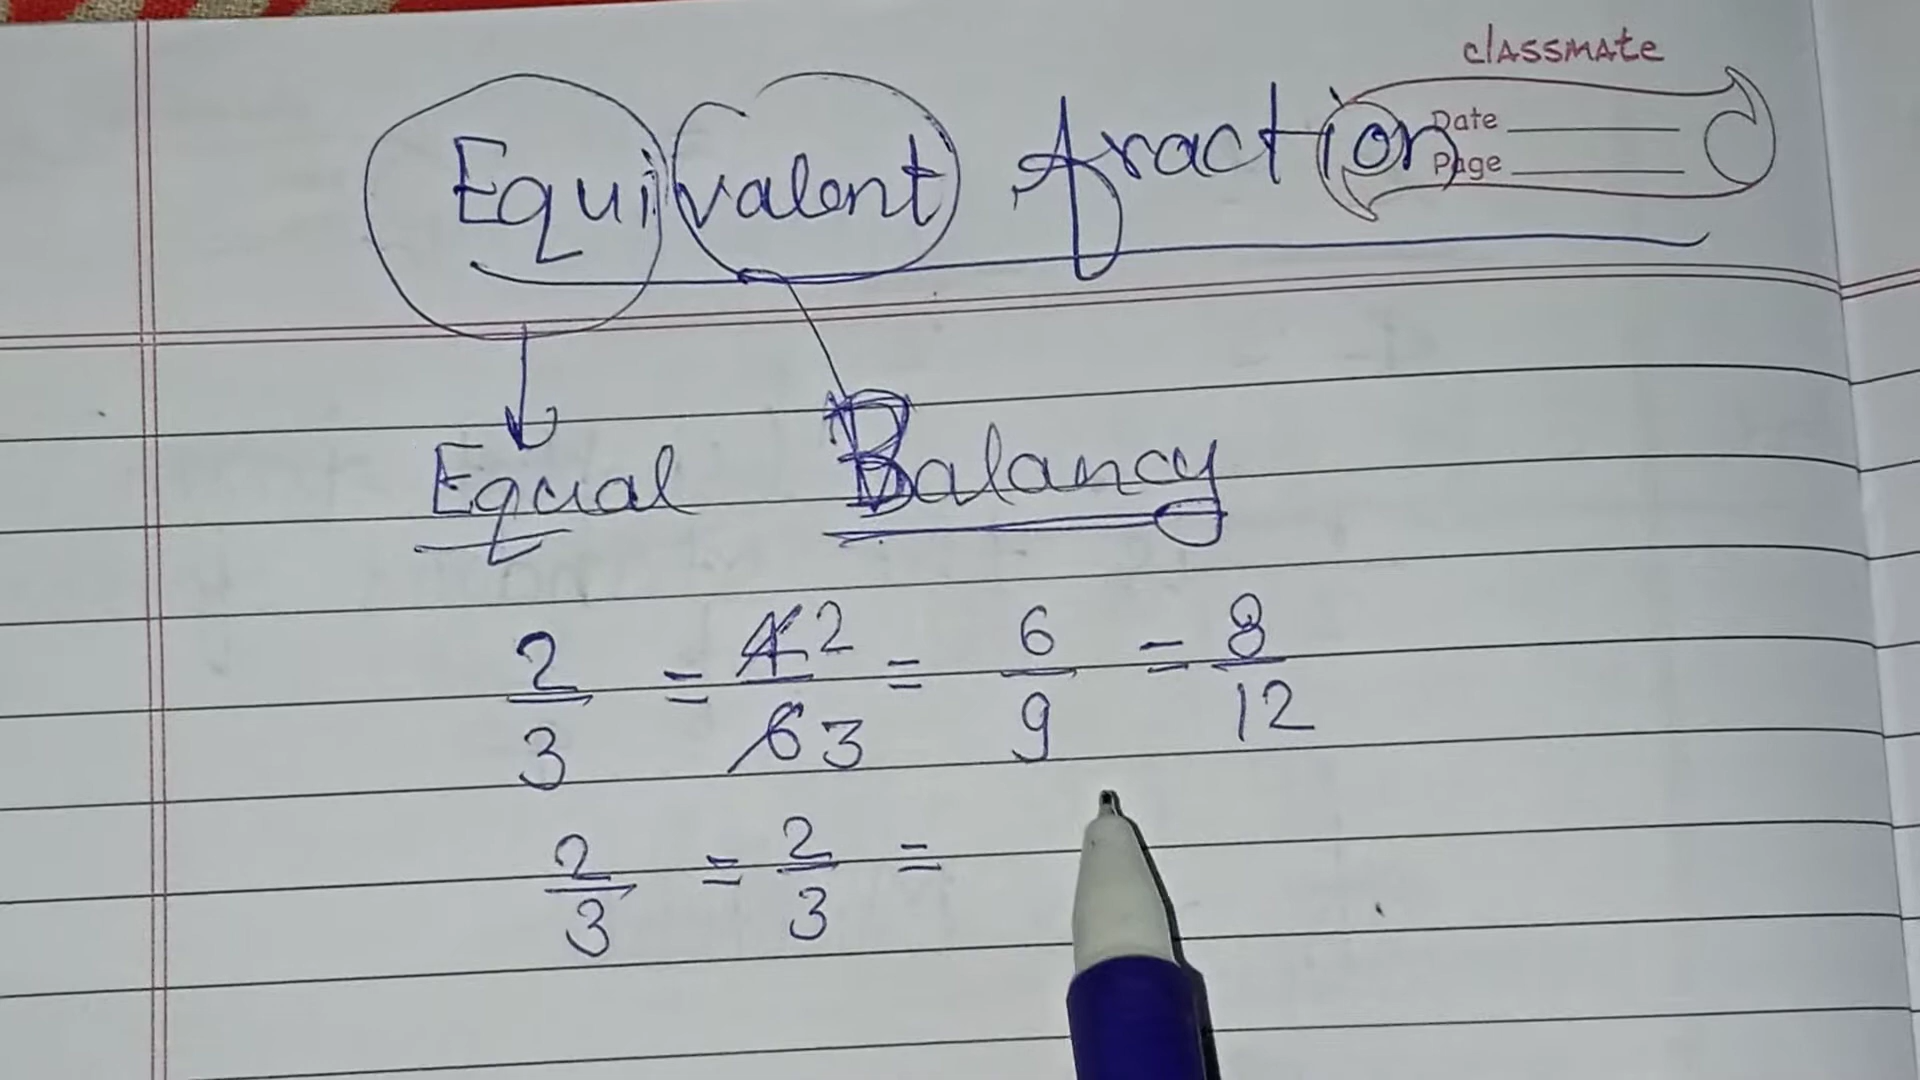 classmate
Equivalent fraction
Date
Page
Equal Balancy
2/3 = 4/6 2/3 = 6/9 = 8/12
2/3 = 2/3 =